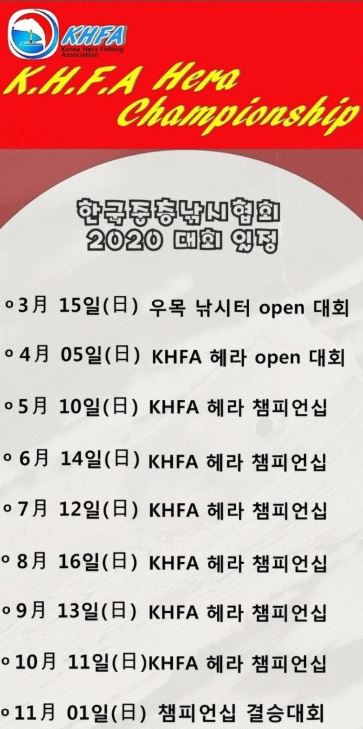 KHFA
Korea Hera Fishing
Association
K.H.F.A Hera
Championship
한국중층낚시협회
2020 대회 일정
3月 15일(日) 우목 낚시터 open 대회
4月 05일(日) KHFA 헤라 open 대회
5月 10일(日) KHFA 헤라 챔피언십
6月 14일(日) KHFA 헤라 챔피언십
7月 12일(日) KHFA 헤라 챔피언십
8月 16일(日) KHFA 헤라 챔피언십
9月 13일(日) KHFA 헤라 챔피언십
10月 11일(日)KHFA 헤라 챔피언십
11月 01일(日) 챔피언십 결승대회